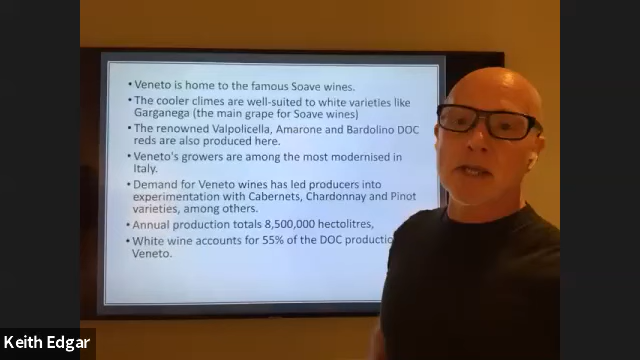 • Veneto is home to the famous Soave wines.
• The cooler climes are well-suited to white varieties like
Garganega (the main grape for Soave wines)
• The renowned Valpolicella, Amarone and Bardolino DOC
reds are also produced here.
• Veneto's growers are among the most modernised in
Italy.
• Demand for Veneto wines has led producers into
experimentation with Cabernets, Chardonnay and Pinot
varieties, among others.
• Annual production totals 8,500,000 hectolitres,
• White wine accounts for 55% of the DOC productio
Veneto.
Keith Edgar